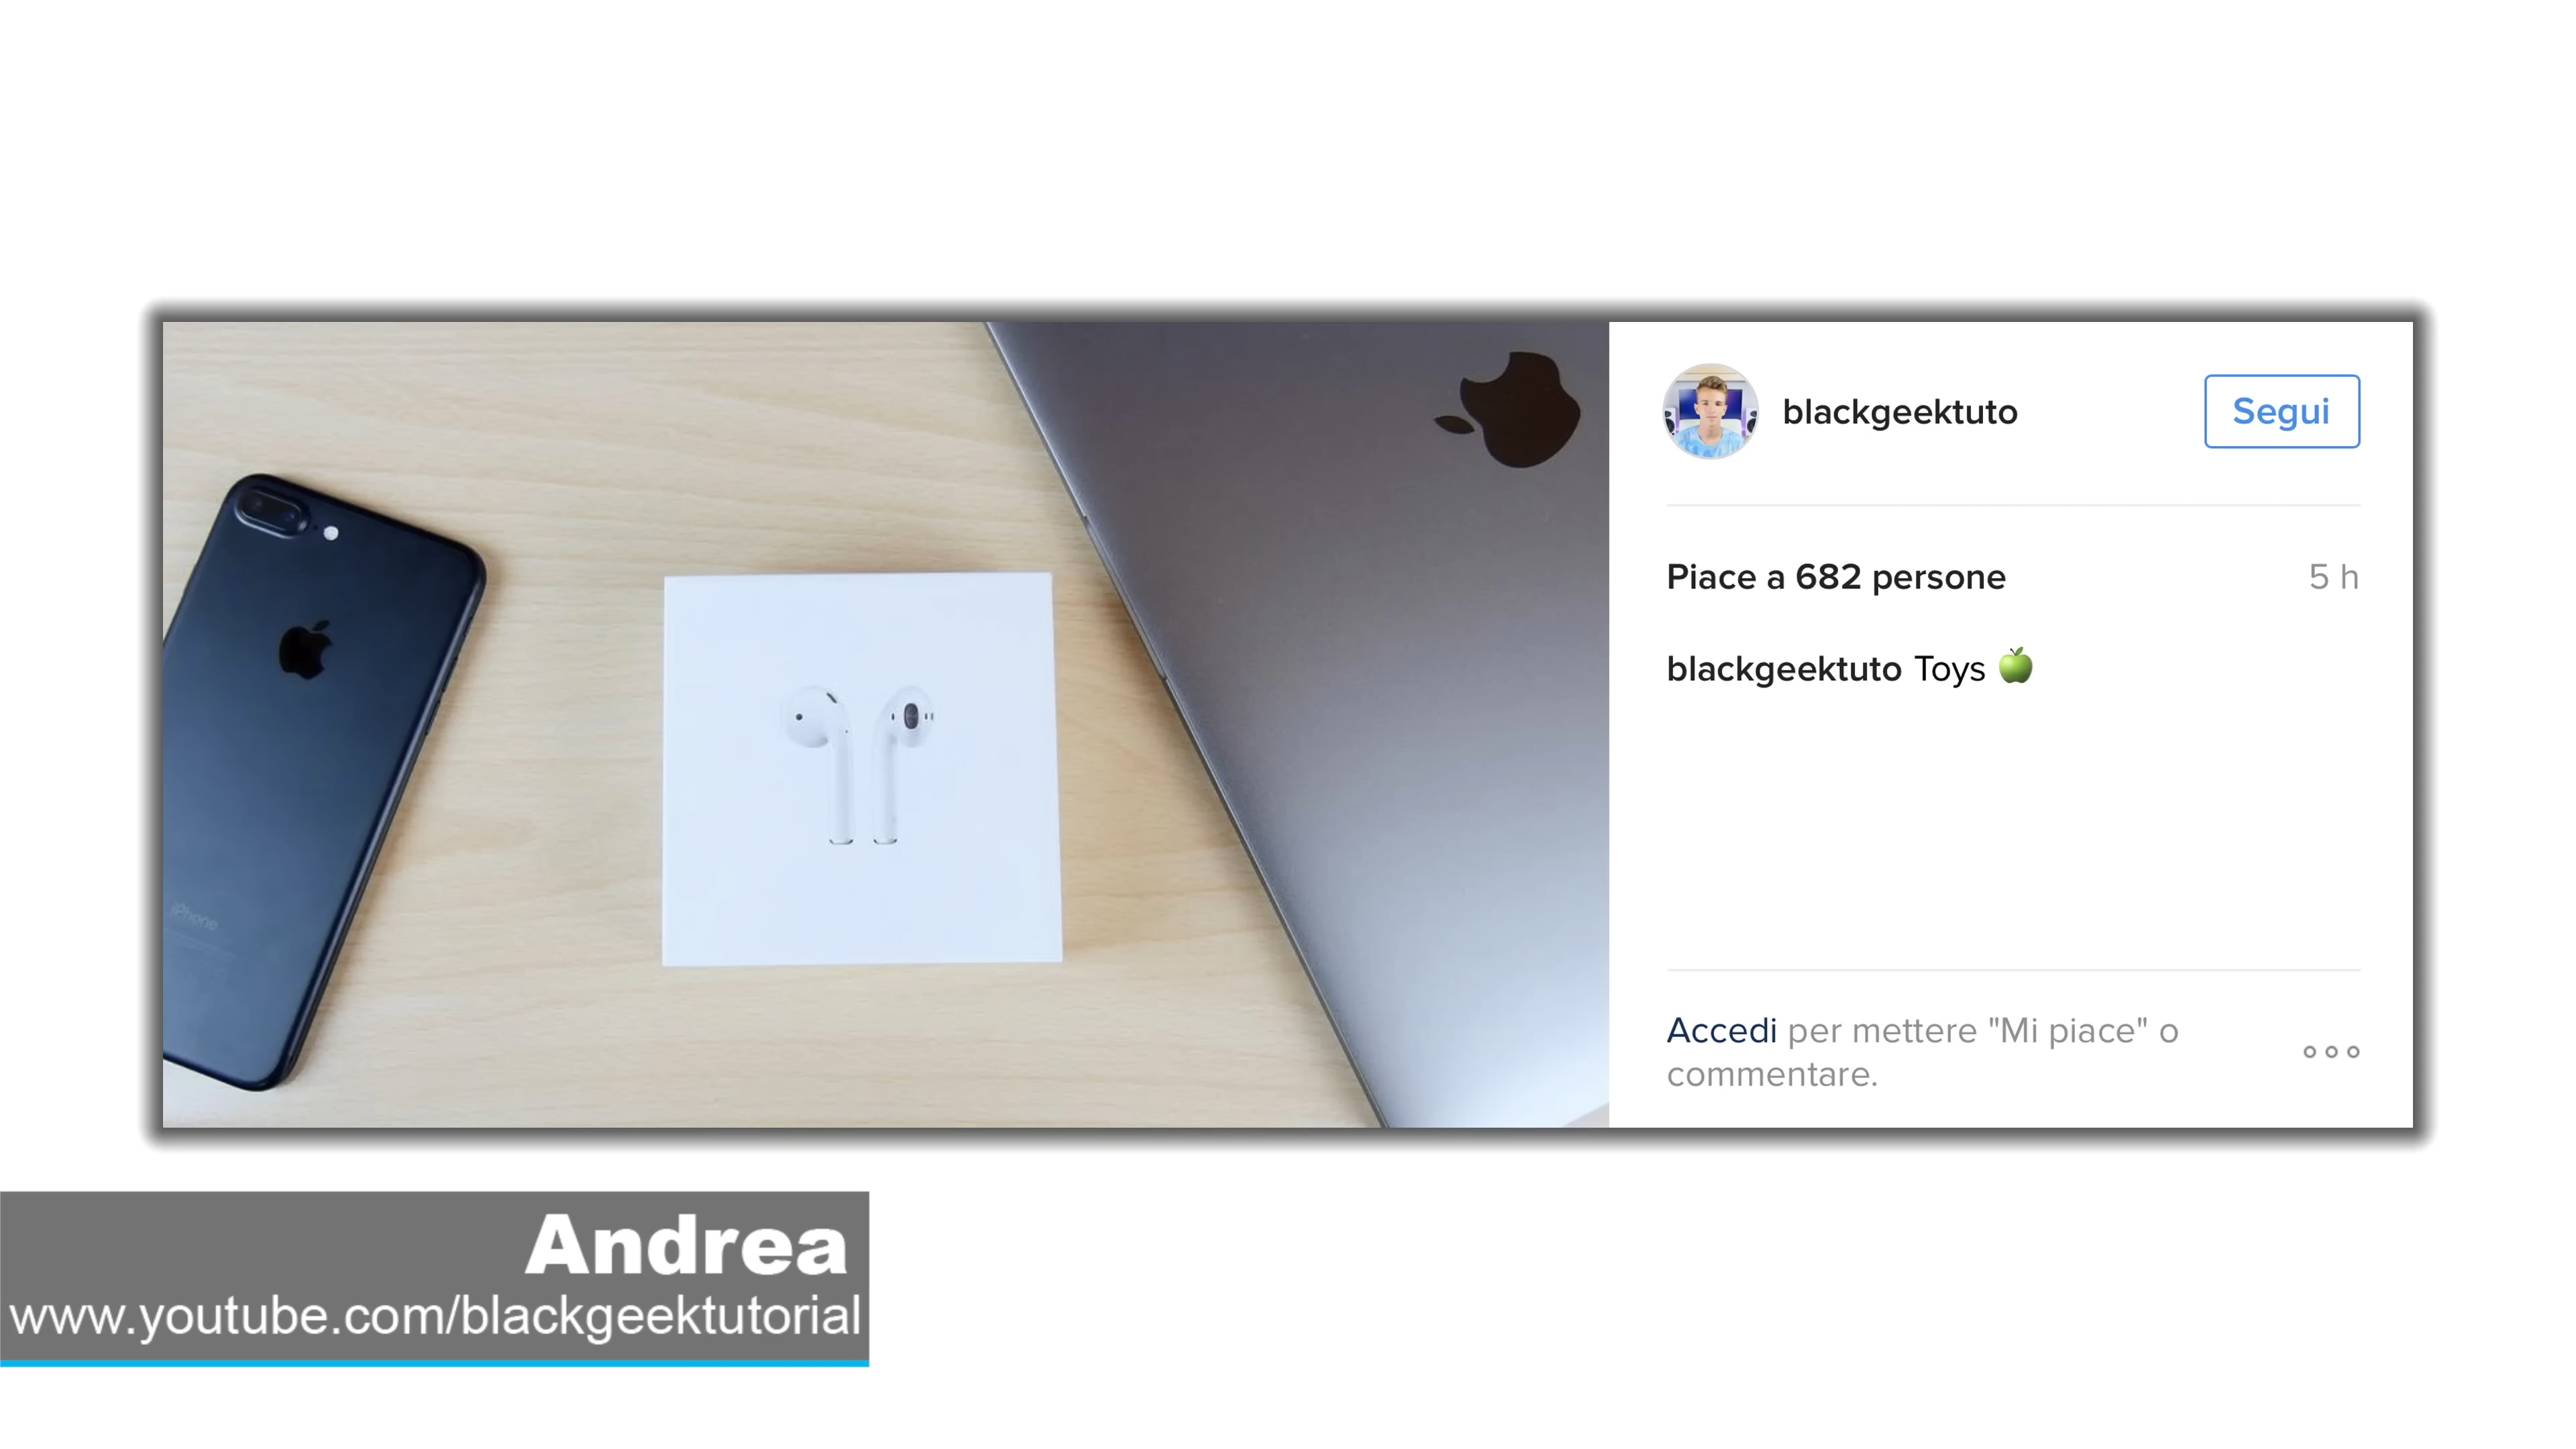 iPhone
blackgeektuto
Segui
Piace a 682 persone
5 h
blackgeektuto Toys 🍏
Accedi per mettere "Mi piace" o
commentare.
Andrea
www.youtube.com/blackgeektutorial